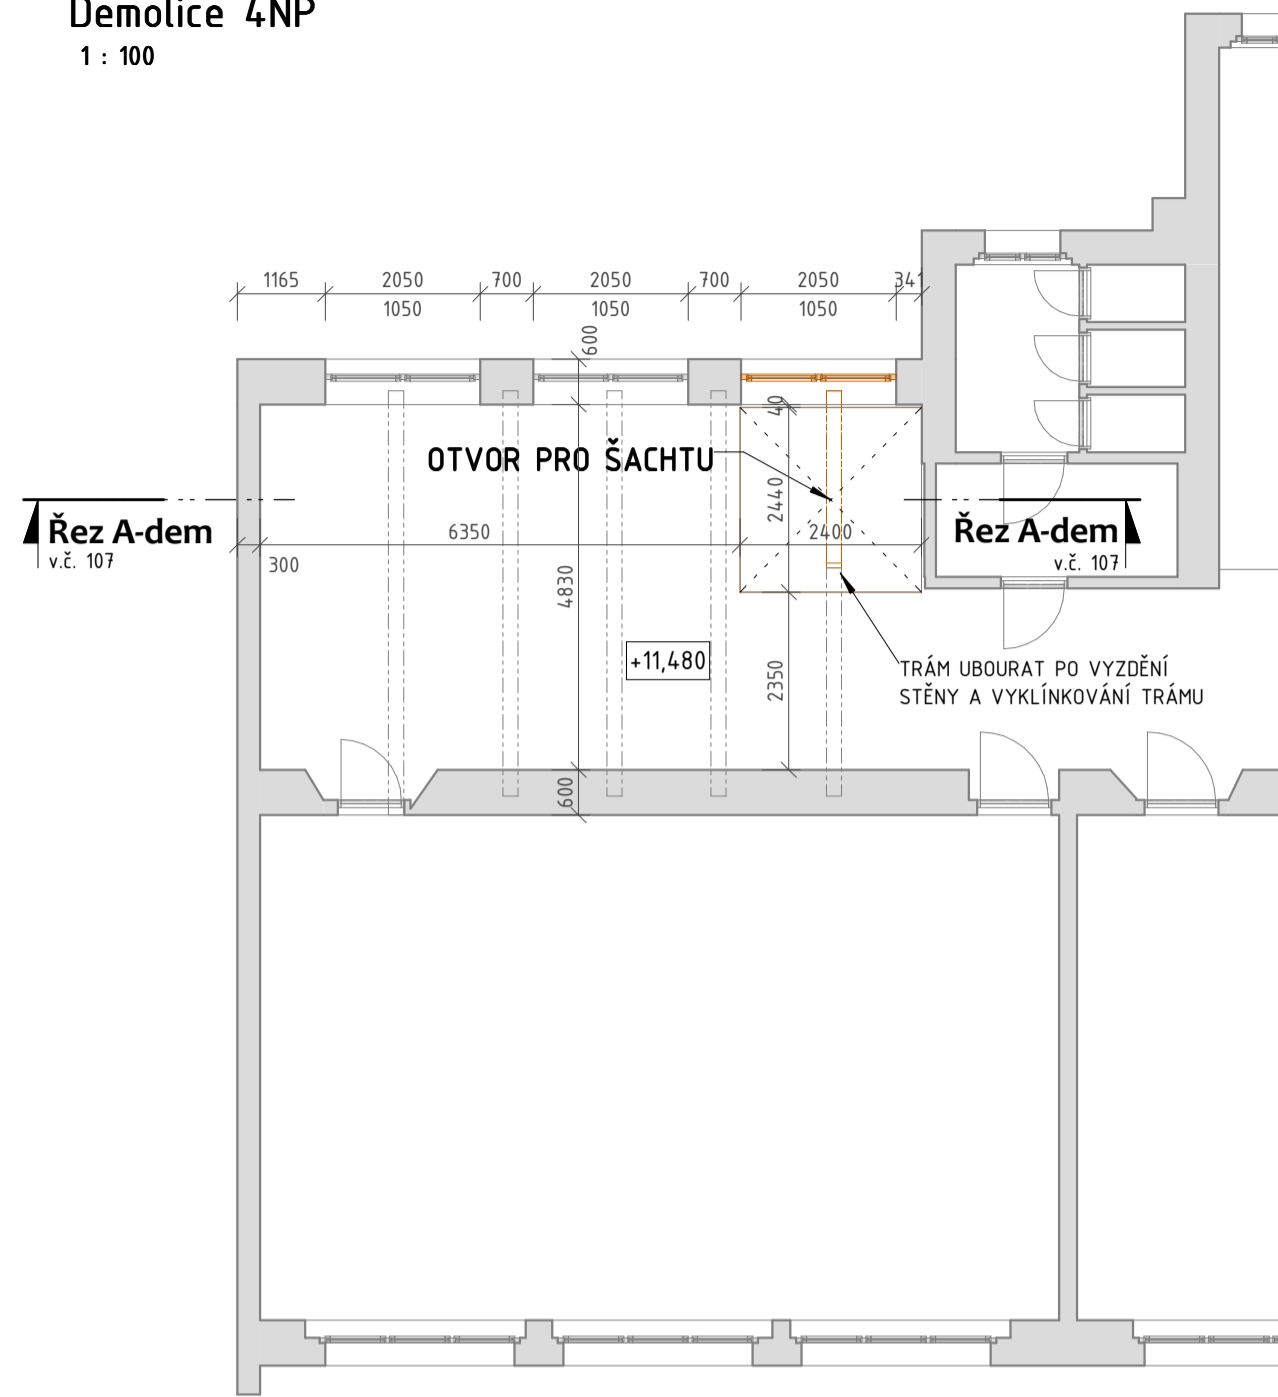 Demolice 4NP
1 : 100
1165 2050 700 2050 700 2050 34
1050 1050 1050
600
40
OTVOR PRO ŠACHTU
2440
Řez A-dem
v.č. 107
6350
2400
Řez A-dem
v.č. 107
300
4830
+11,480
2350
TRÁM UBOURAT PO VYZDĚNÍ
STĚNY A VYKLÍNKOVÁNÍ TRÁMU
600